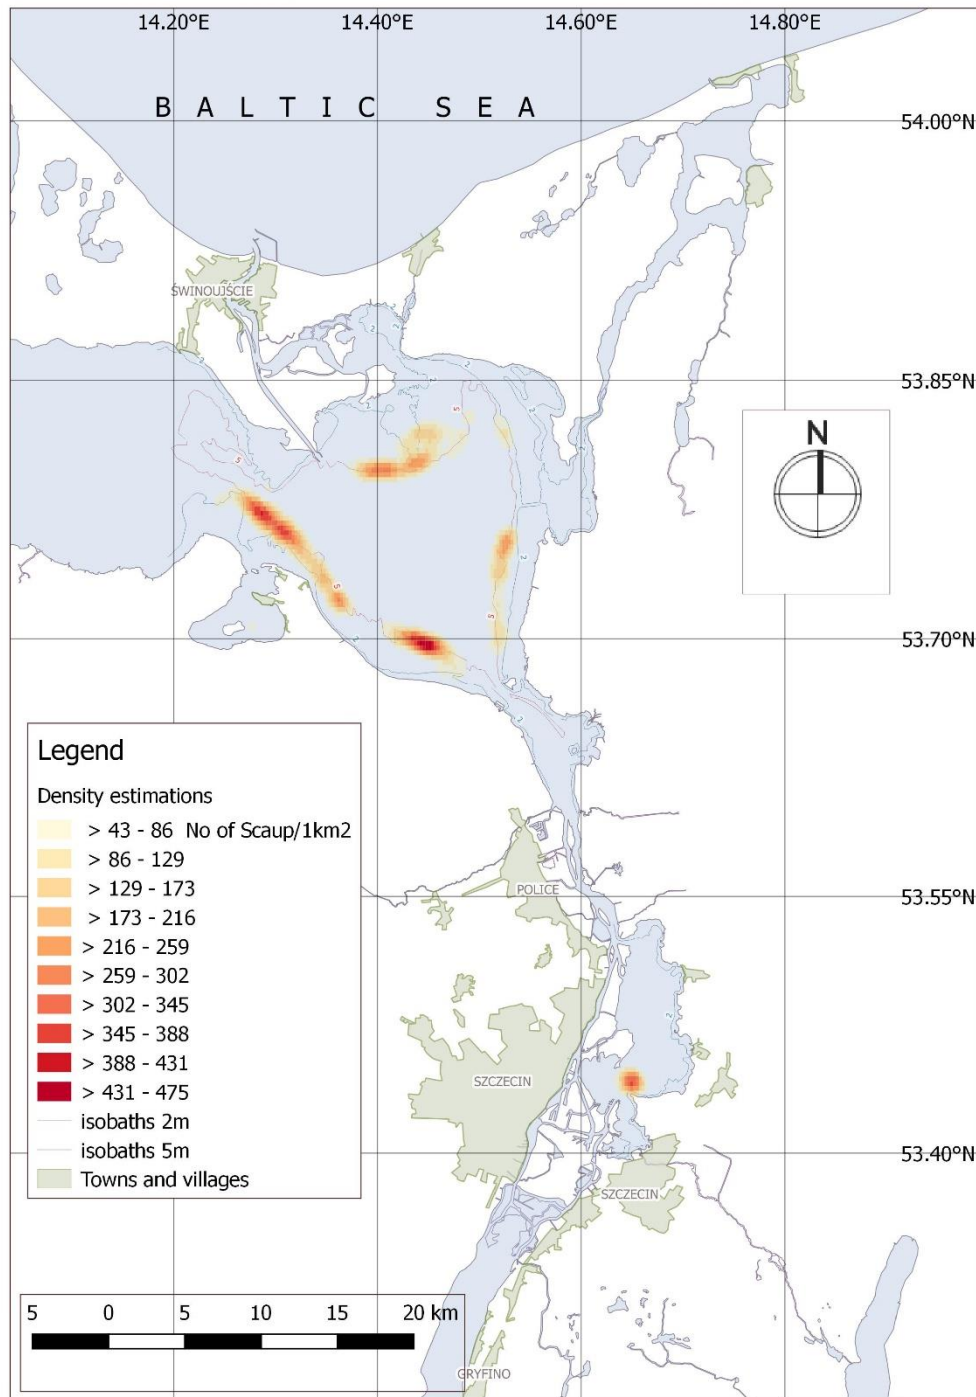 14.20°E 14.40°E 14.60°E 14.80°E
BALTIC SEA
54.00°N
ŚWINOUJŚCIE
53.85°N
N
53.70°N
53.55°N
53.40°N
POLICE
SZCZECIN
SZCZECIN
GRYFINO
Legend
Density estimations
> 43 - 86 No of Scaup/1km2
> 86 - 129
> 129 - 173
> 173 - 216
> 216 - 259
> 259 - 302
> 302 - 345
> 345 - 388
> 388 - 431
> 431 - 475
isobaths 2m
isobaths 5m
Towns and villages
5 0 5 10 15 20 km